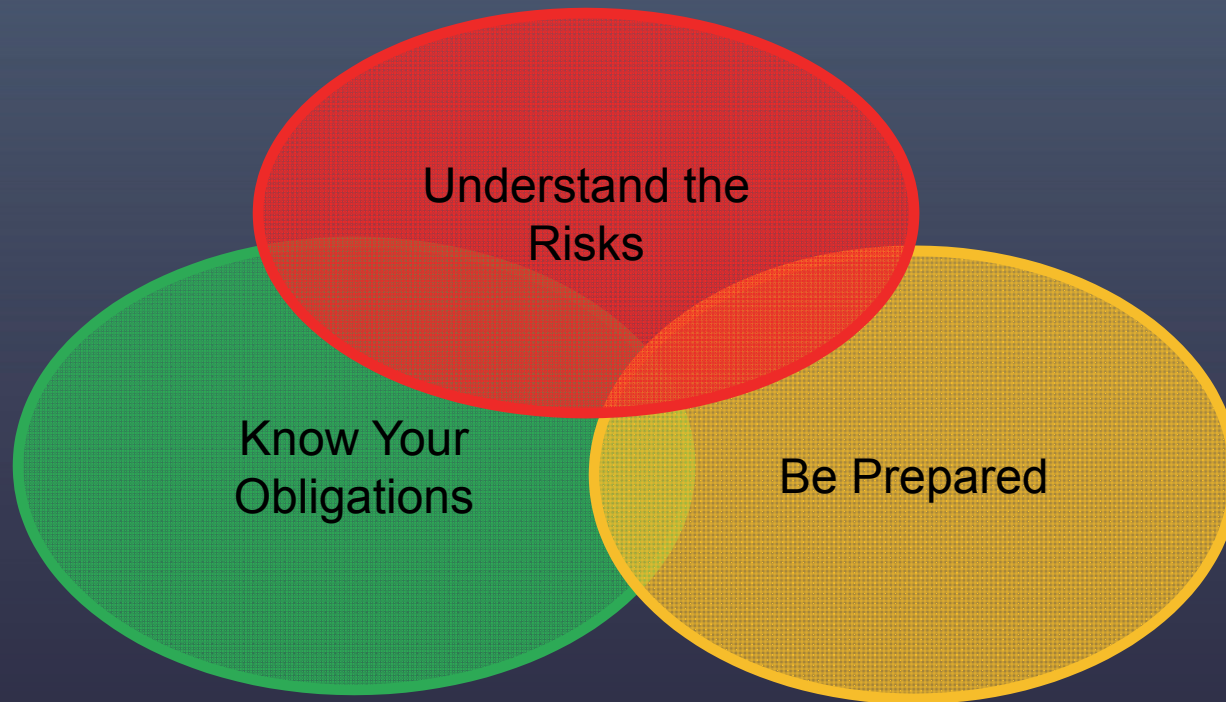 Understand the
Risks
Know Your
Obligations
Be Prepared